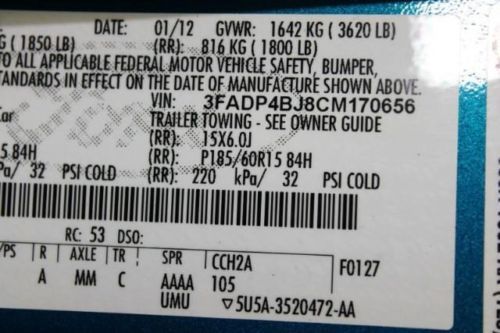 DATE: 01/12 GVWR: 1642 KG ( 3620 LB)
G ( 1850 LB) (RR): 816 KG ( 1800 LB)
TO ALL APPLICABLE FEDERAL MOTOR VEHICLE SAFETY, BUMPER,
STANDARDS IN EFFECT ON THE DATE OF MANUFACTURE SHOWN ABOVE.
VIN: 3FADP4BJ8CM170656
Car TRAILER TOWING - SEE OWNER GUIDE
(RR): 15X6.0J
5 84H (RR): P185/60R15 84H
Pa/ 32 PSI COLD (RR): 220 kPa/ 32 PSI COLD
RC: 53 DSO:
/PS R AXLE TR SPR CCH2A F0127
A MM C AAAA 105
UMU ▽5U5A-3520472-AA